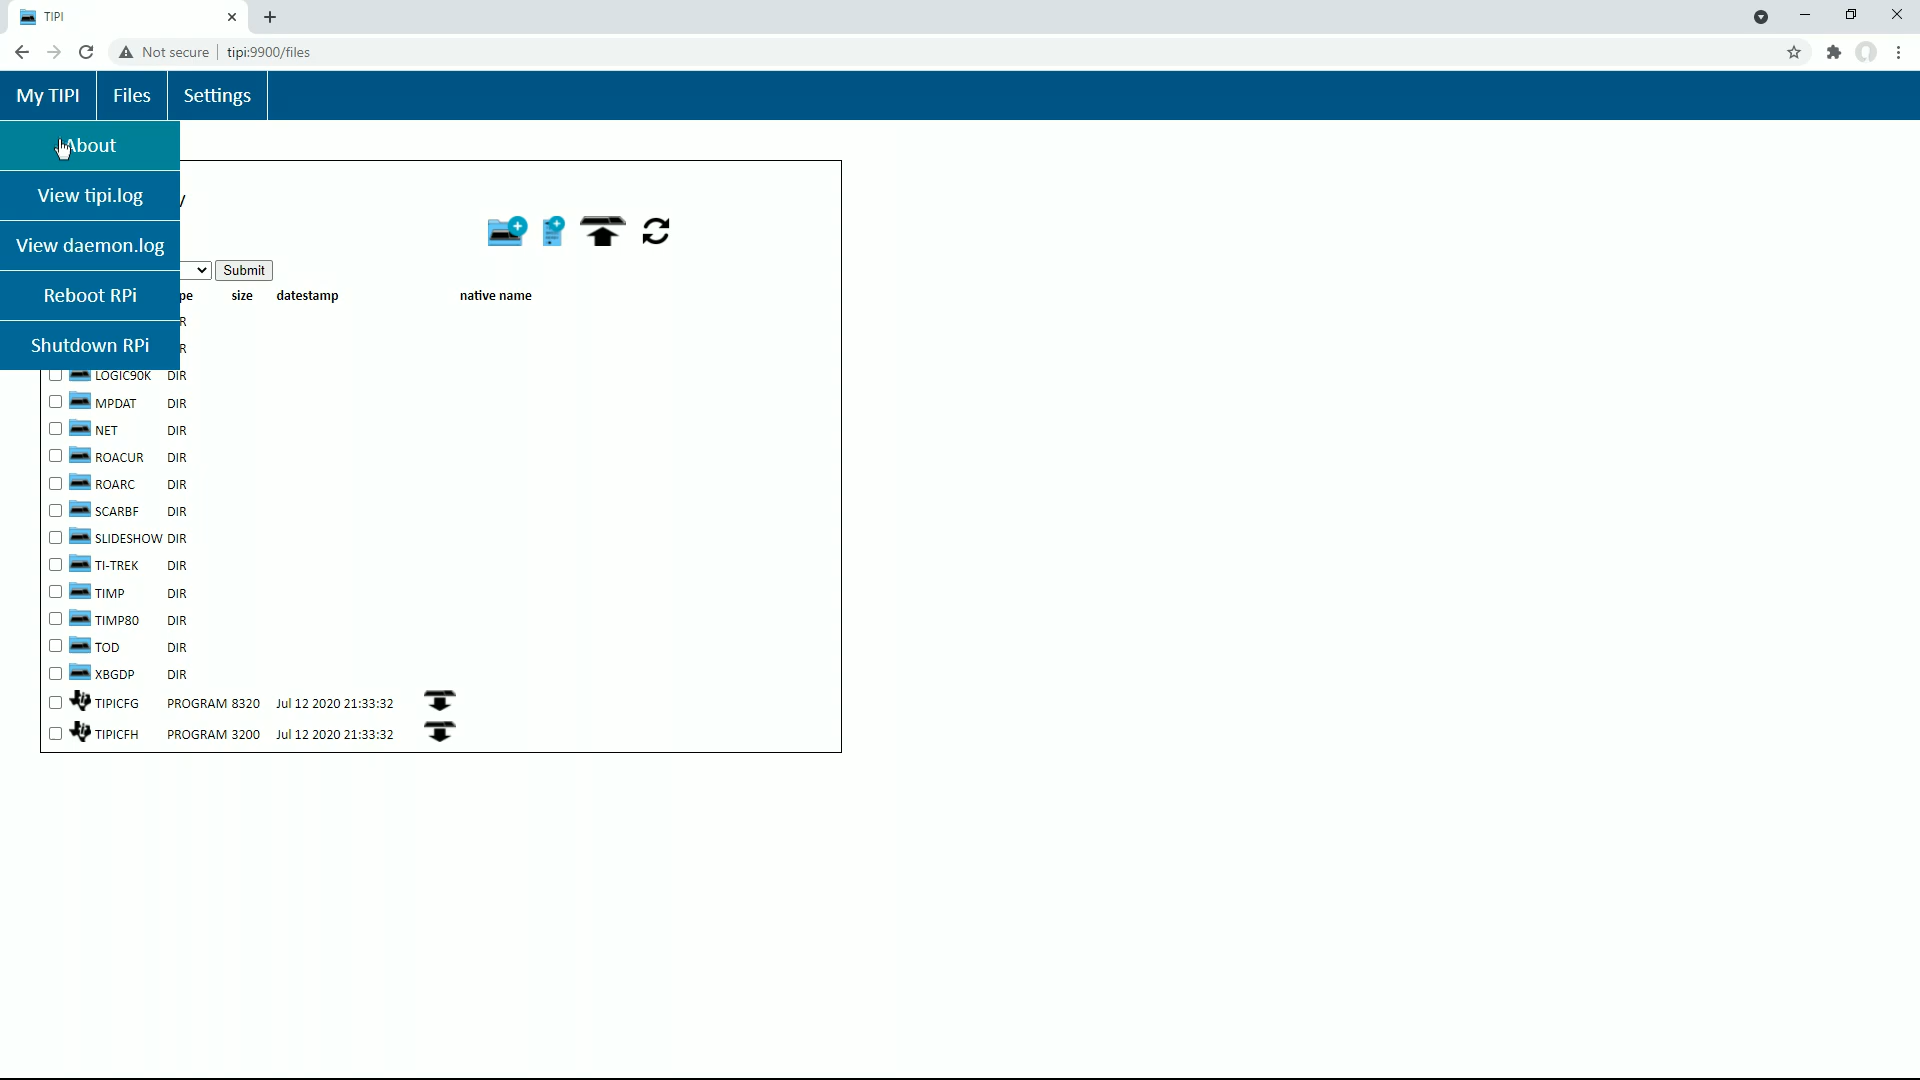 TIPI
Not secure tipi:9900/files
My TIPI Files Settings
About
View tipi.log
/
View daemon.log
Submit
Reboot RPi
size datestamp native name
Shutdown RPi
LOGIC90K DIR
MPDAT DIR
NET DIR
ROACUR DIR
ROARC DIR
SCARBF DIR
SLIDESHOW DIR
TI-TREK DIR
TIMP DIR
TIMP80 DIR
TOD DIR
XBGDP DIR
TIPICFG PROGRAM 8320 Jul 12 2020 21:33:32
TIPICFH PROGRAM 3200 Jul 12 2020 21:33:32